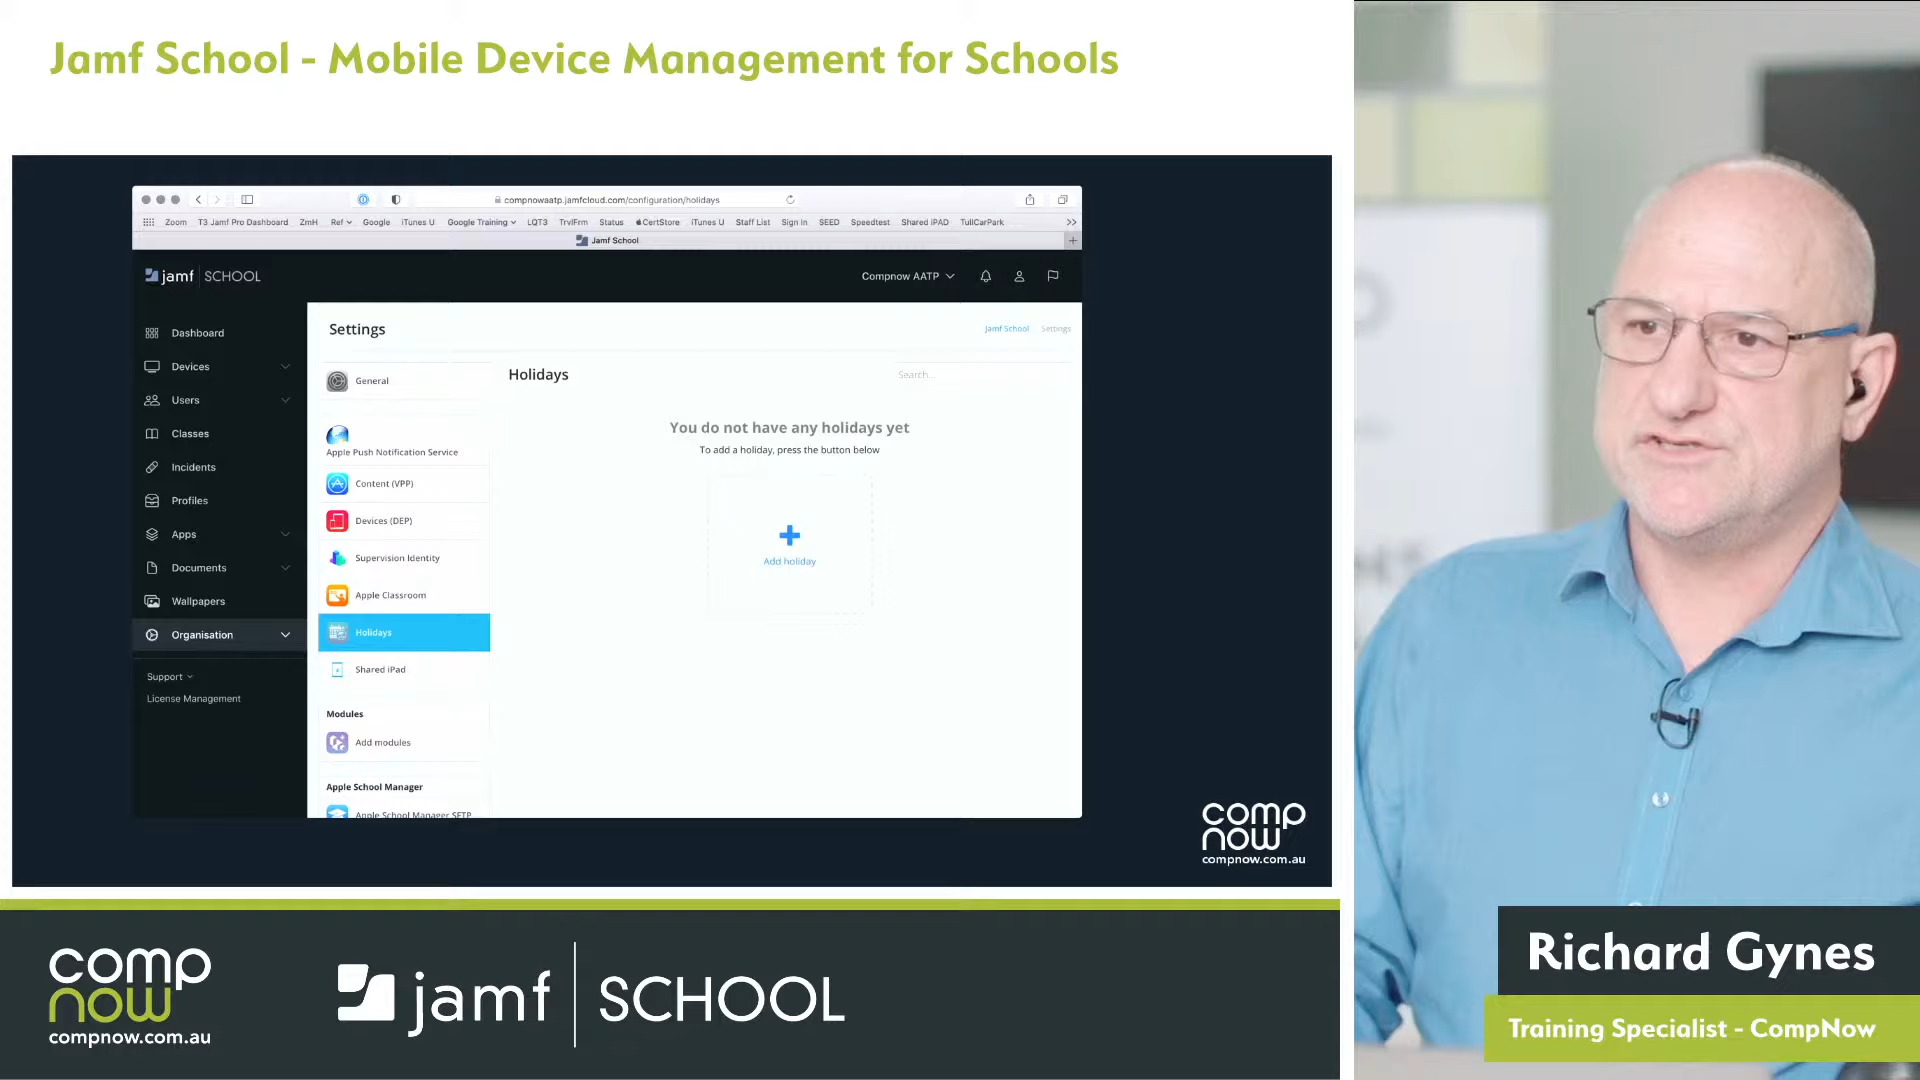 Jamf School - Mobile Device Management for Schools
compnowaatp.jamfcloud.com/configuration/holidays
Zoom T3 Jamf Pro Dashboard ZmH Ref Google iTunes U Google Training LQT3 TrvlFrm Status CertStore iTunes U Staff List Sign In SEED Speedtest Shared iPAD TullCarPark
Jamf School
jamf SCHOOL
Compnow AATP
Dashboard
Devices
Users
Classes
Incidents
Profiles
Apps
Documents
Wallpapers
Organisation
Support
License Management
Settings
Jamf School Settings
General
Apple Push Notification Service
Content (VPP)
Devices (DEP)
Supervision Identity
Apple Classroom
Holidays
Shared iPad
Modules
Add modules
Apple School Manager
Apple School Manager SFTP
Holidays
Search...
You do not have any holidays yet
To add a holiday, press the button below
Add holiday
comp
now
compnow.com.au
comp
now
compnow.com.au
jamf SCHOOL
Richard Gynes
Training Specialist - CompNow